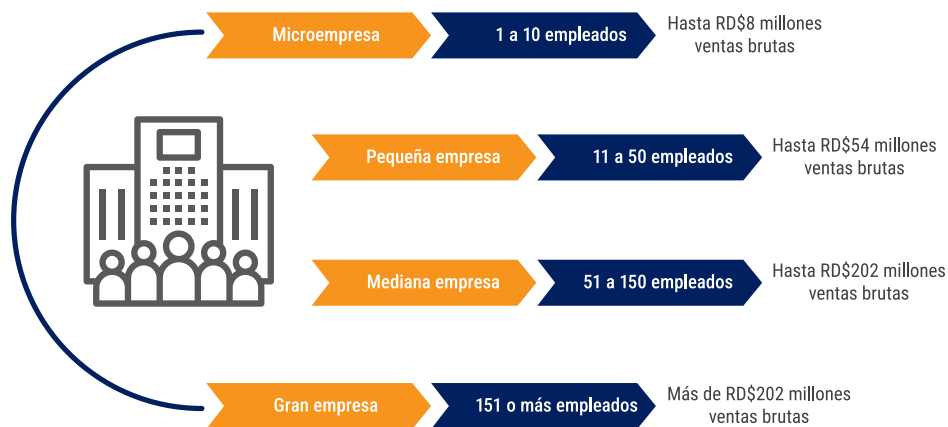 Microempresa
1 a 10 empleados
Hasta RD$8 millones
ventas brutas
Pequeña empresa
11 a 50 empleados
Hasta RD$54 millones
ventas brutas
Mediana empresa
51 a 150 empleados
Hasta RD$202 millones
ventas brutas
Gran empresa
151 o más empleados
Más de RD$202 millones
ventas brutas